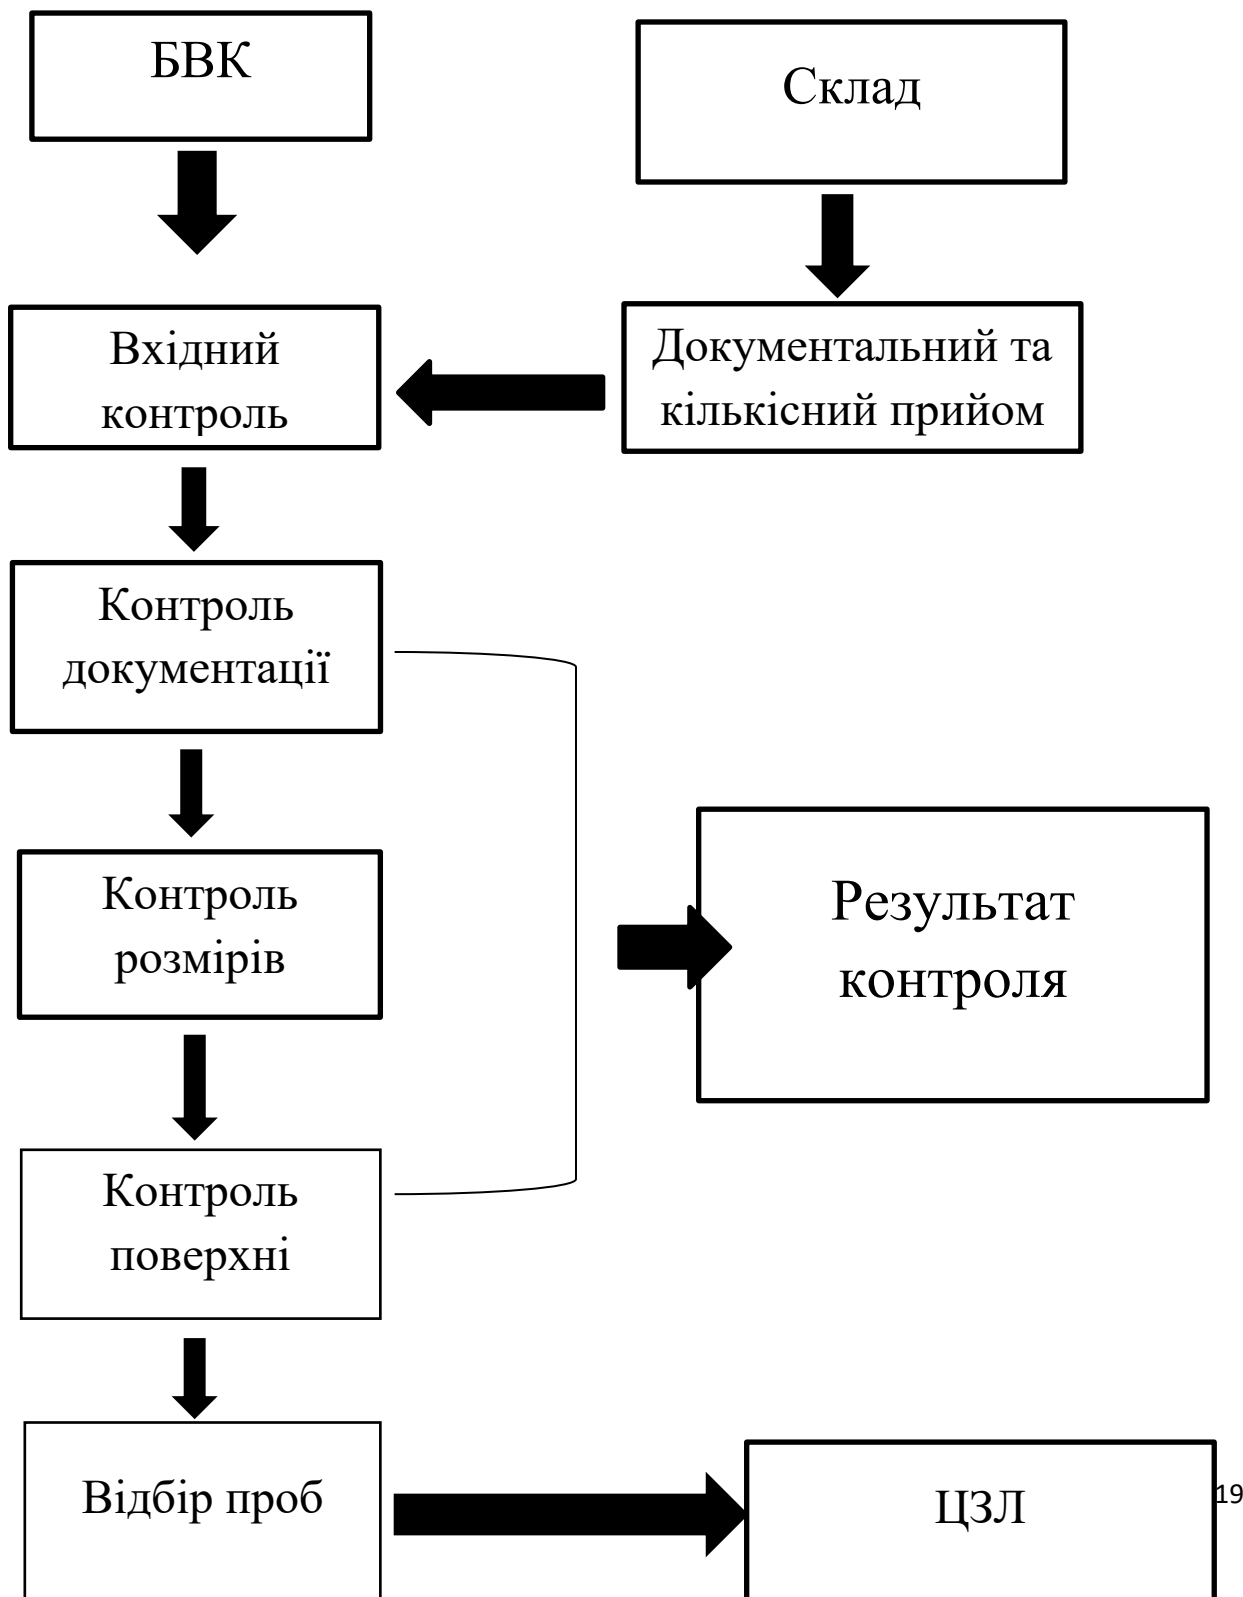 БВК
Склад
Вхідний
контроль
Документальний та
кількісний прийом
Контроль
документації
Контроль
розмірів
Результат
контроля
Контроль
поверхні
Відбір проб
ЦЗЛ
19